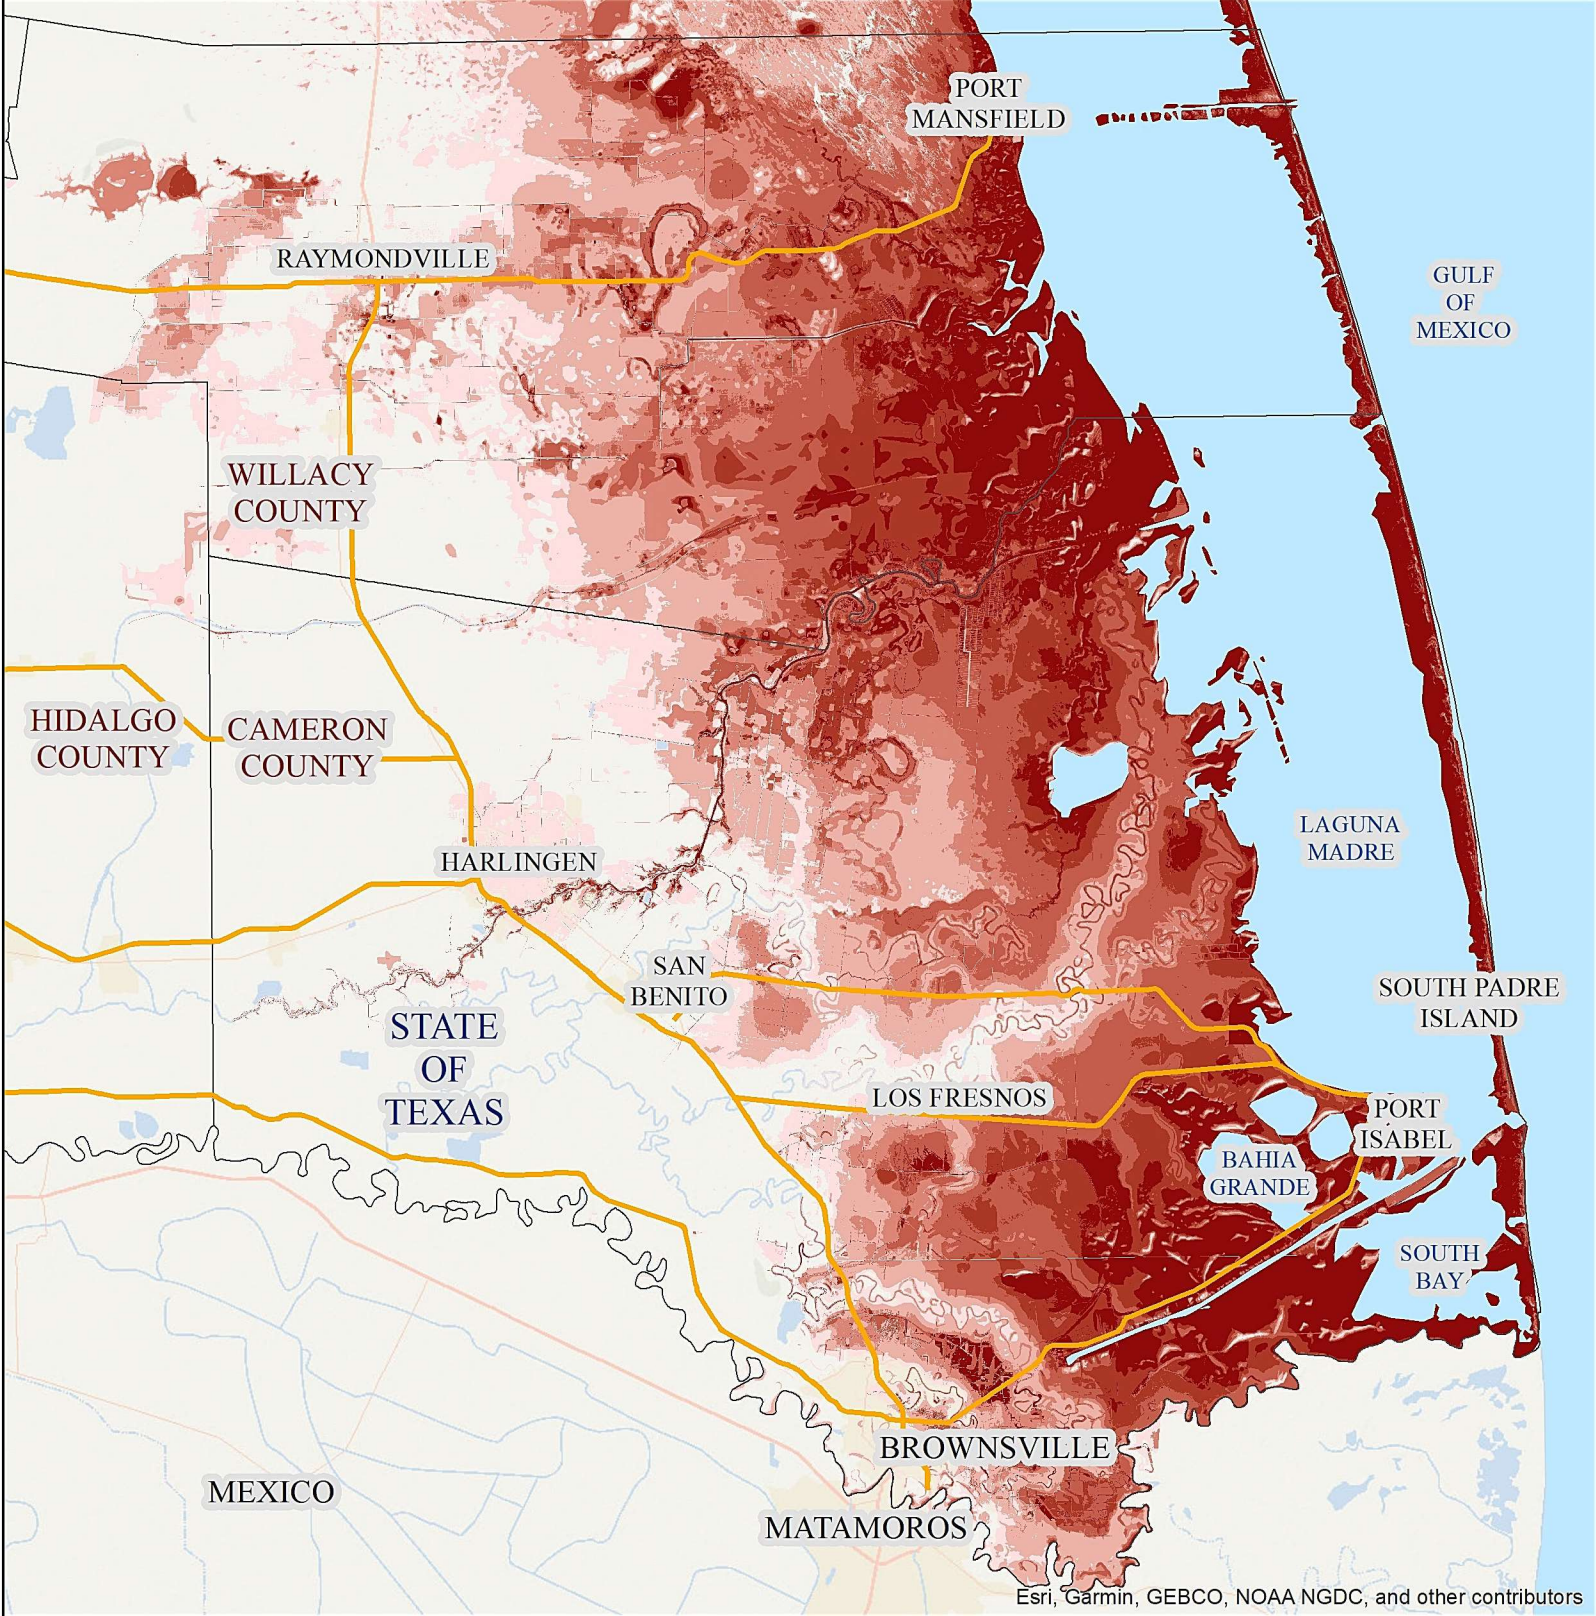 PORT
MANSFIELD
RAYMONDVILLE
GULF
OF
MEXICO
WILLACY
COUNTY
HIDALGO
COUNTY
CAMERON
COUNTY
LAGUNA
MADRE
HARLINGEN
SAN
BENITO
SOUTH PADRE
ISLAND
STATE
OF
TEXAS
LOS FRESNOS
PORT
ISABEL
BAHIA
GRANDE
SOUTH
BAY
BROWNSVILLE
MEXICO
MATAMOROS
Esri, Garmin, GEBCO, NOAA NGDC, and other contributors